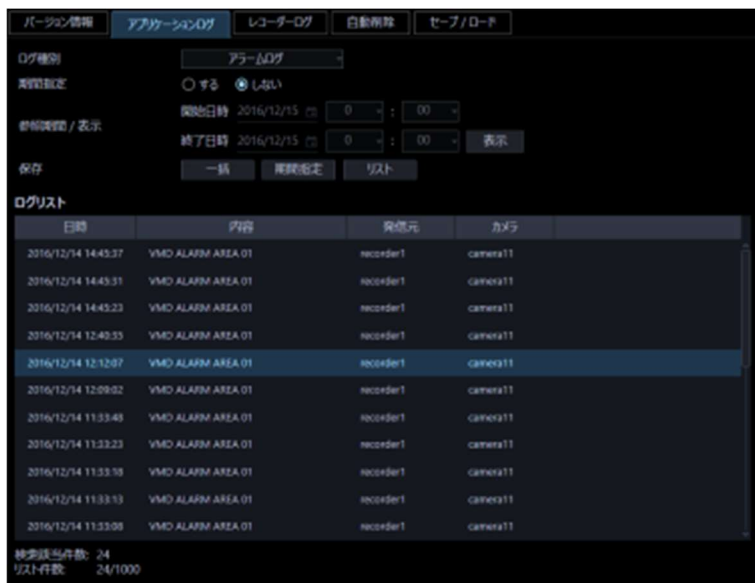 バージョン情報 アプリケーションログ レコーダーログ 自動削除 セーブ / ロード
ログ種別 アラームログ
期間指定 する しない
参照期間 / 表示 開始日時 2016/12/15 0 : 00
終了日時 2016/12/15 0 : 00 表示
保存 一括 期間指定 リスト
ログリスト
日時 内容 発信元 カメラ
2016/12/14 14:45:37 VMD ALARM AREA 01 recorder1 camera11
2016/12/14 14:45:31 VMD ALARM AREA 01 recorder1 camera11
2016/12/14 14:45:23 VMD ALARM AREA 01 recorder1 camera11
2016/12/14 12:40:35 VMD ALARM AREA 01 recorder1 camera11
2016/12/14 12:12:07 VMD ALARM AREA 01 recorder1 camera11
2016/12/14 12:09:02 VMD ALARM AREA 01 recorder1 camera11
2016/12/14 11:33:48 VMD ALARM AREA 01 recorder1 camera11
2016/12/14 11:33:23 VMD ALARM AREA 01 recorder1 camera11
2016/12/14 11:33:18 VMD ALARM AREA 01 recorder1 camera11
2016/12/14 11:33:13 VMD ALARM AREA 01 recorder1 camera11
2016/12/14 11:33:08 VMD ALARM AREA 01 recorder1 camera11
検索該当件数: 24
リスト件数: 24/1000